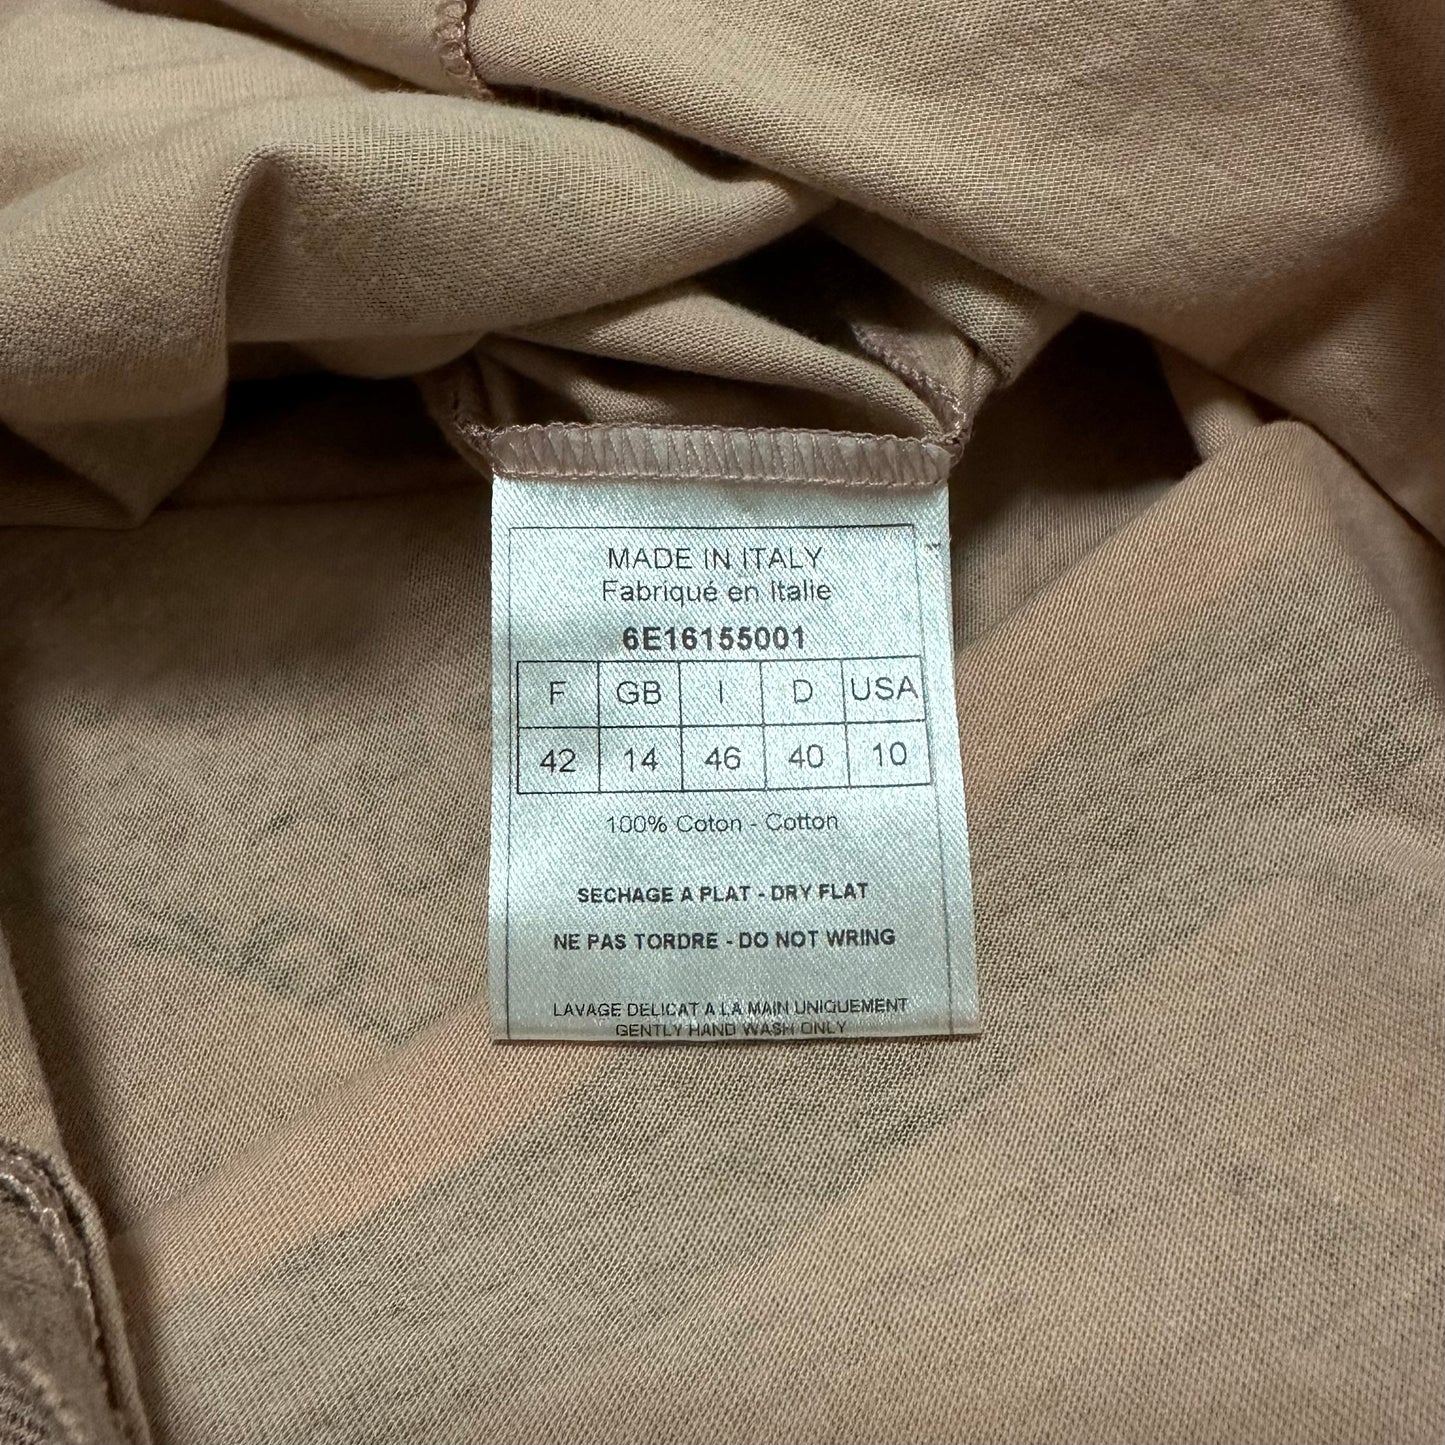 MADE IN ITALY
Fabriqué en Italie
6E16155001
F GB I D USA
42 14 46 40 10
100% Coton - Cotton
SECHAGE A PLAT - DRY FLAT
NE PAS TORDRE - DO NOT WRING
LAVAGE DELICAT A LA MAIN UNIQUEMENT
GENTLY HAND WASH ONLY